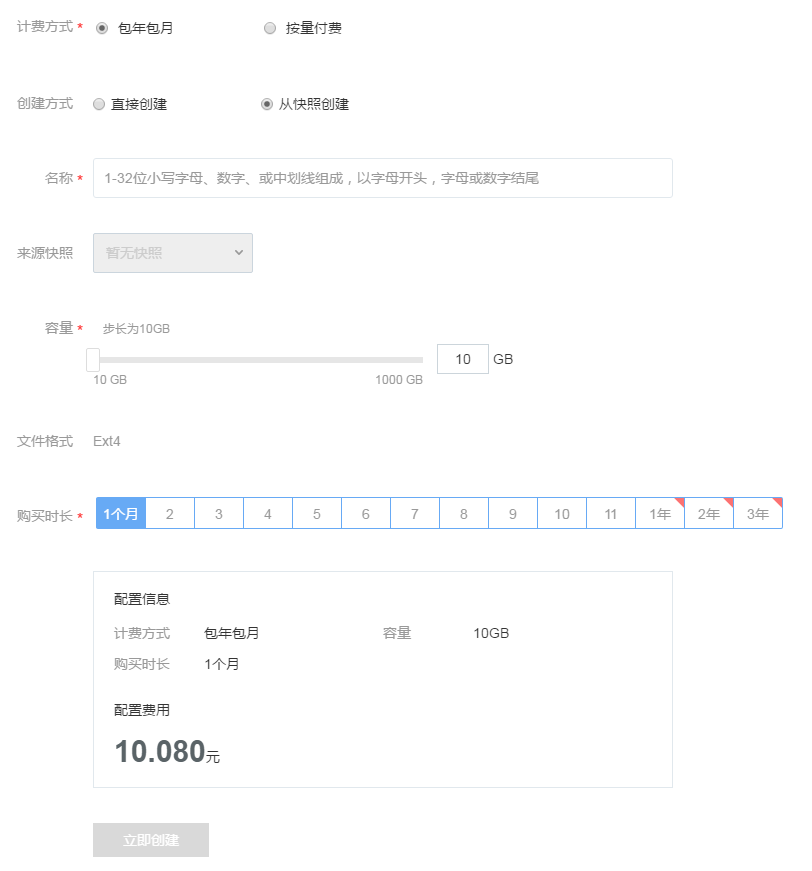 计费方式 * 包年包月 按量付费
创建方式 直接创建 从快照创建
名称 * 1-32位小写字母、数字、或中划线组成，以字母开头，字母或数字结尾
来源快照 暂无快照
容量 * 步长为10GB
10 GB
10 GB 1000 GB
文件格式 Ext4
购买时长 * 1个月 2 3 4 5 6 7 8 9 10 11 1年 2年 3年
配置信息
计费方式 包年包月 容量 10GB
购买时长 1个月
配置费用
10.080元
立即创建